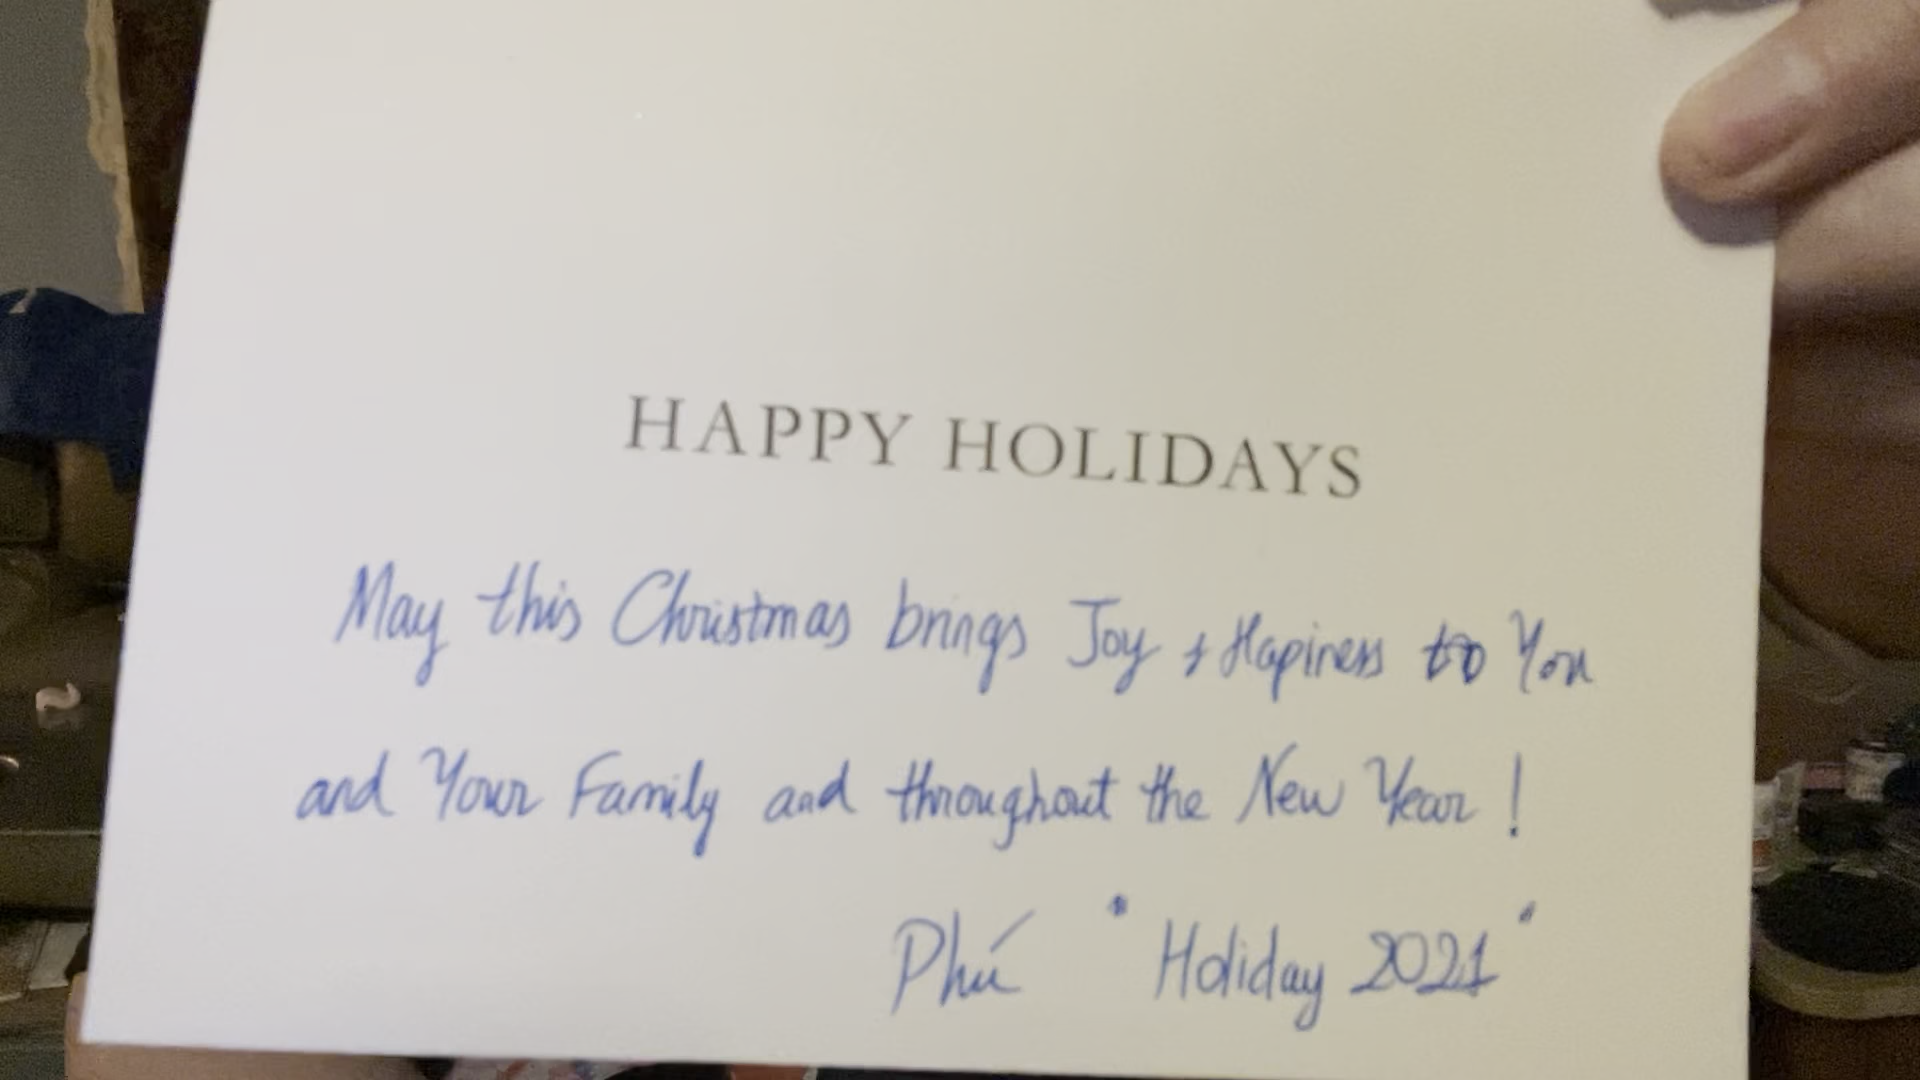 HAPPY HOLIDAYS
May this Christmas brings Joy + Hapiness to You
and Your Family and throughout the New Year !
Phú " Holiday 2021 "